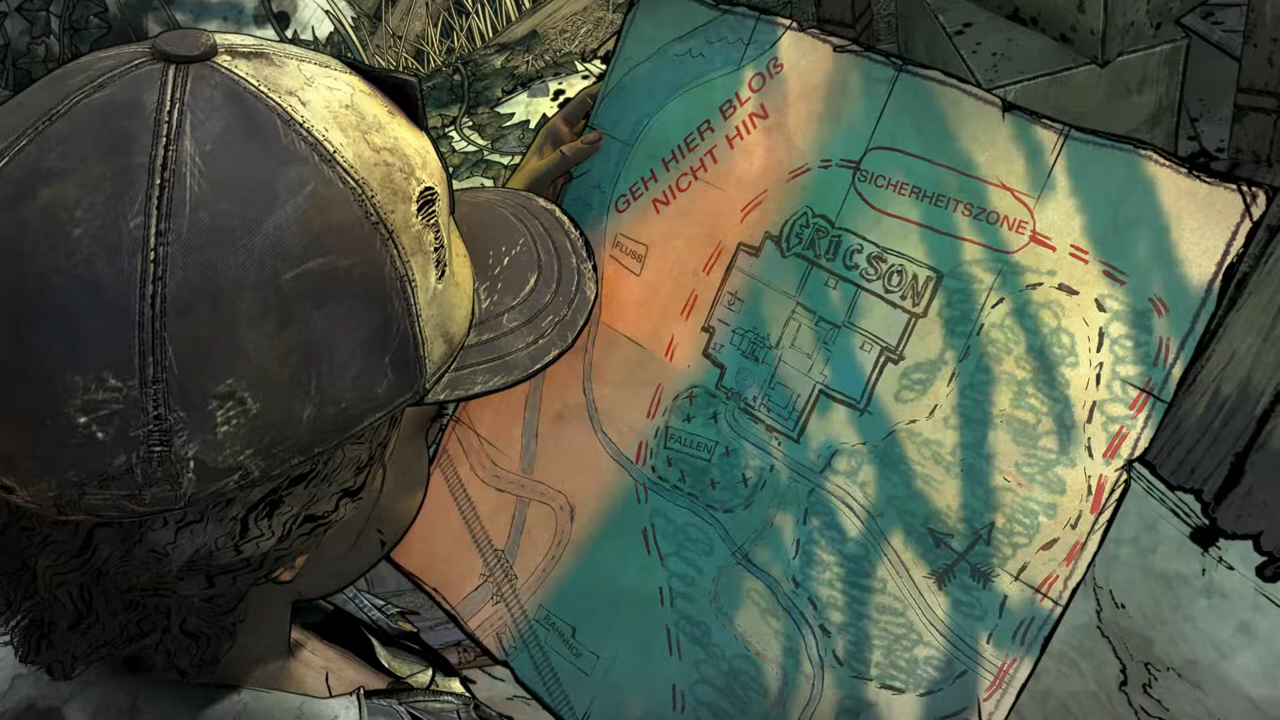 GEH HIER BLOß
NICHT HIN
SICHERHEITSZONE
ERICSON
FLUSS
FALLEN
BAHNHOF